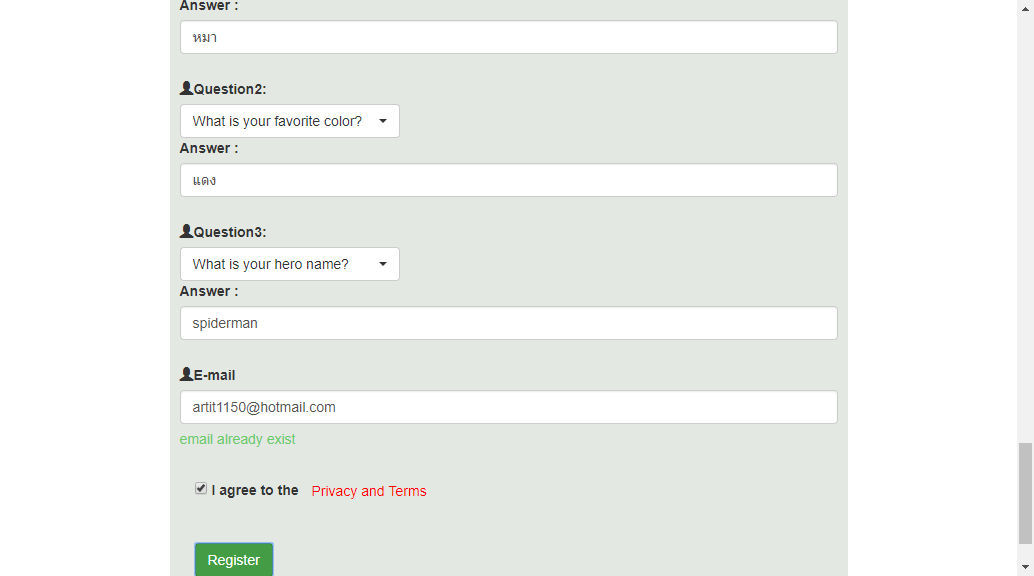 Answer :
หมา
Question2:
What is your favorite color?
Answer :
แดง
Question3:
What is your hero name?
Answer :
spiderman
E-mail
artit1150@hotmail.com
email already exist
I agree to the Privacy and Terms
Register